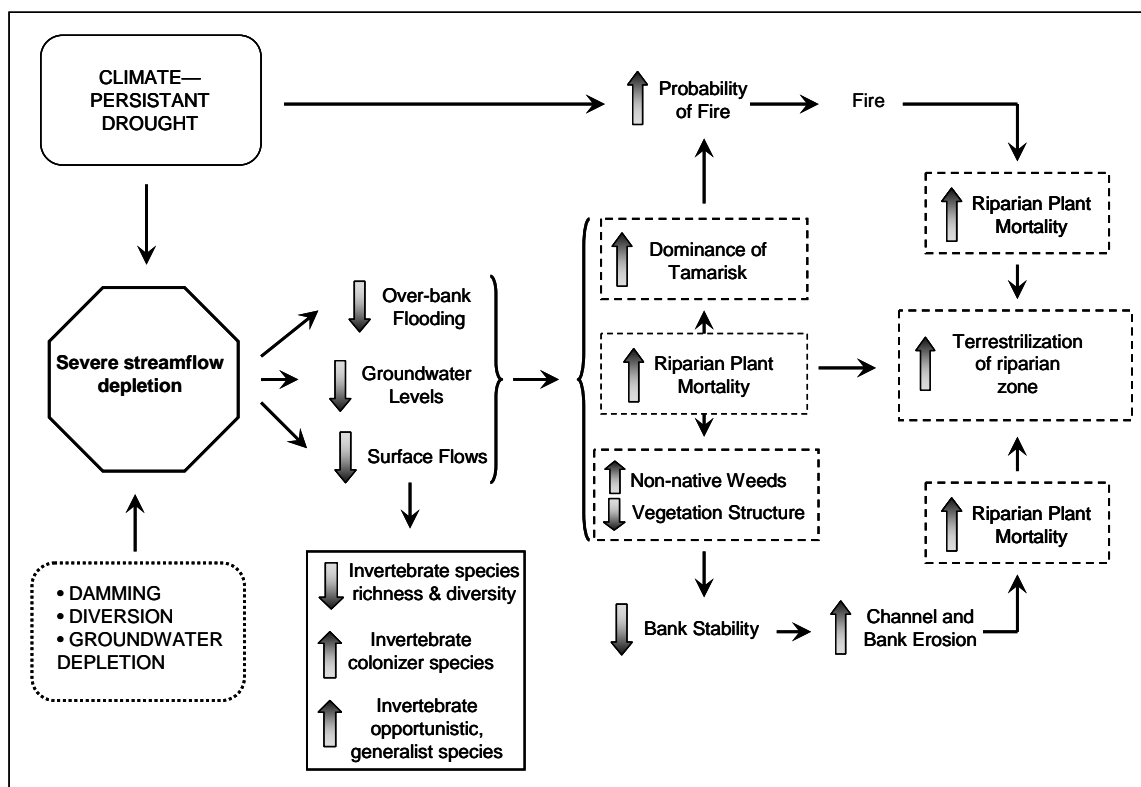 CLIMATE—
PERSISTANT
DROUGHT
Probability
of Fire
Fire
Riparian Plant
Mortality
Dominance of
Tamarisk
Over-bank
Flooding
Severe streamflow
depletion
Groundwater
Levels
Riparian Plant
Mortality
Terrestrilization
of riparian
zone
Surface Flows
Non-native Weeds
Vegetation Structure
Riparian Plant
Mortality
• DAMMING
• DIVERSION
• GROUNDWATER
DEPLETION
Invertebrate species
richness & diversity
Invertebrate
colonizer species
Invertebrate
opportunistic,
generalist species
Bank Stability
Channel and
Bank Erosion